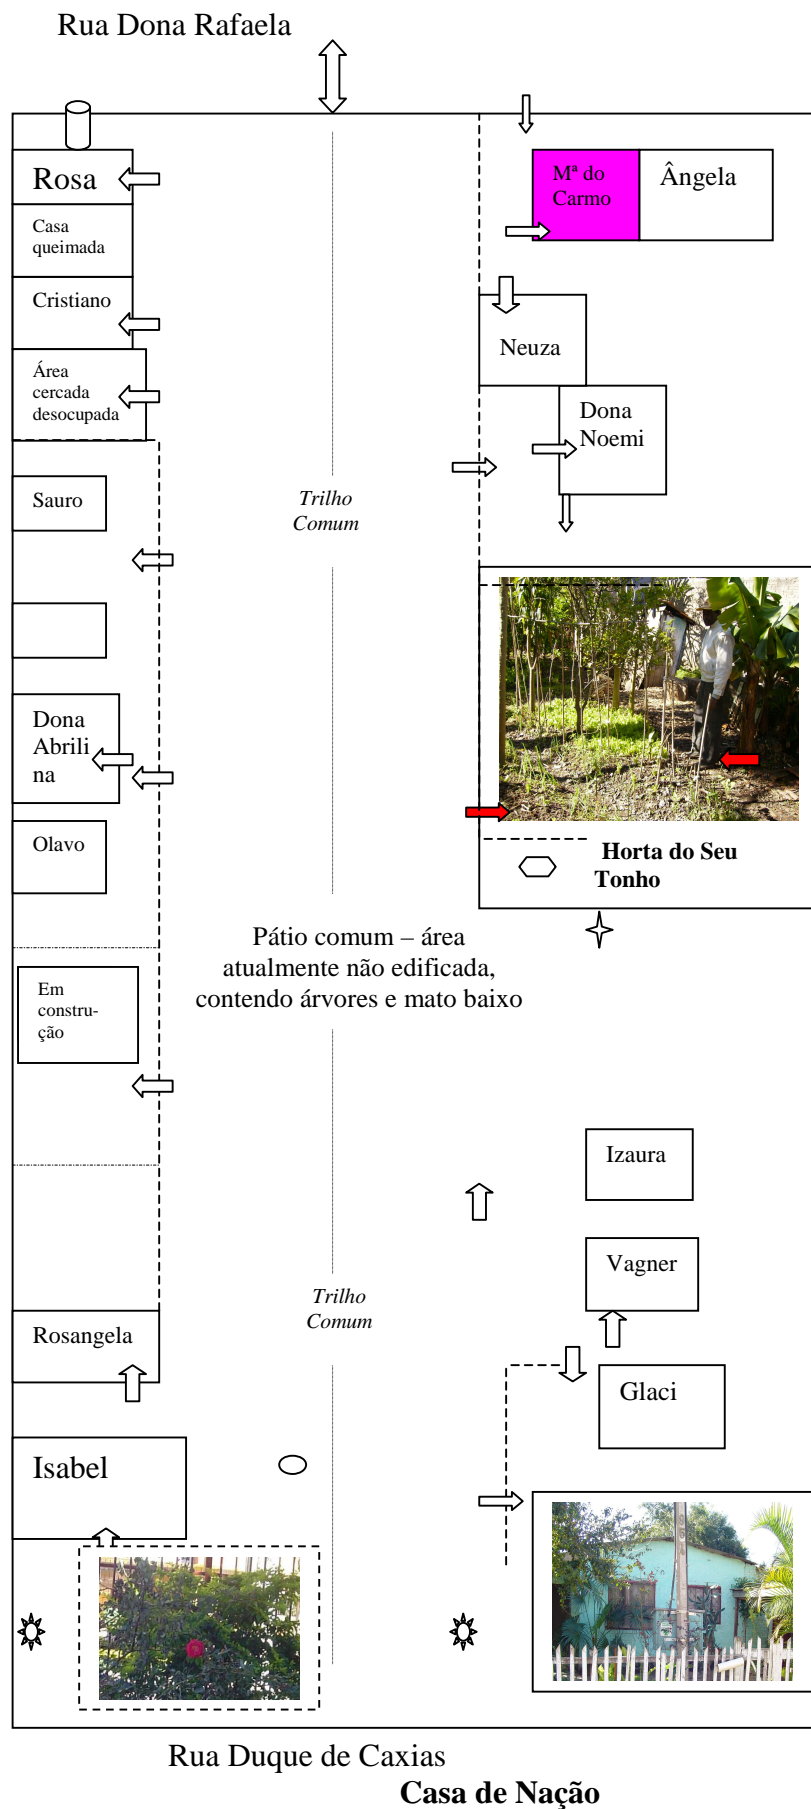 Rua Dona Rafaela
Rosa
Mª do
Carmo
Ângela
Casa
queimada
Cristiano
Neuza
Área
cercada
desocupada
Dona
Noemi
Sauro
Trilho
Comum
Dona
Abrili
na
Olavo
Horta do Seu
Tonho
Pátio comum – área
atualmente não edificada,
contendo árvores e mato baixo
Em
constru-
ção
Izaura
Vagner
Trilho
Comum
Rosangela
Glaci
Isabel
Rua Duque de Caxias
Casa de Nação